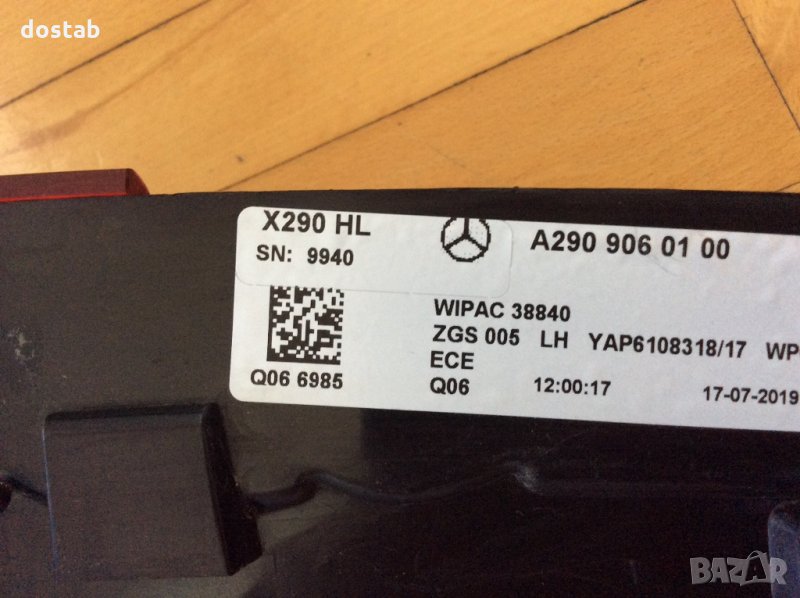 dostab
X290 HL
SN: 9940
A290 906 01 00
WIPAC 38840
ZGS 005 LH YAP6108318/17 WP
ECE
Q06 6985
Q06 12:00:17 17-07-2019
BAZAR